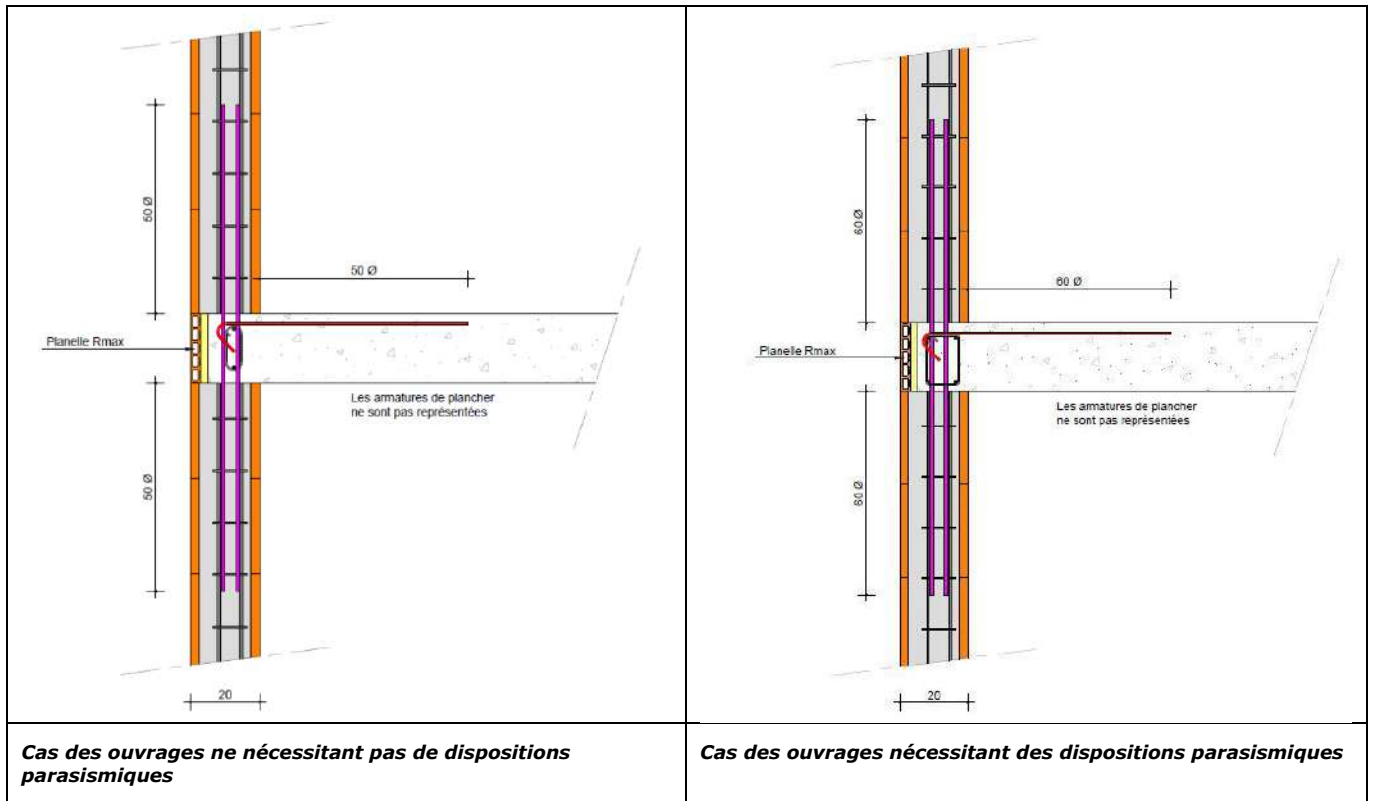 50 Ø
50 Ø
Planelle Rmax
Les armatures de plancher
ne sont pas représentées
50 Ø
20
60 Ø
60 Ø
Planelle Rmax
Les armatures de plancher
ne sont pas représentées
60 Ø
20
Cas des ouvrages ne nécessitant pas de dispositions
parasismiques
Cas des ouvrages nécessitant des dispositions parasismiques